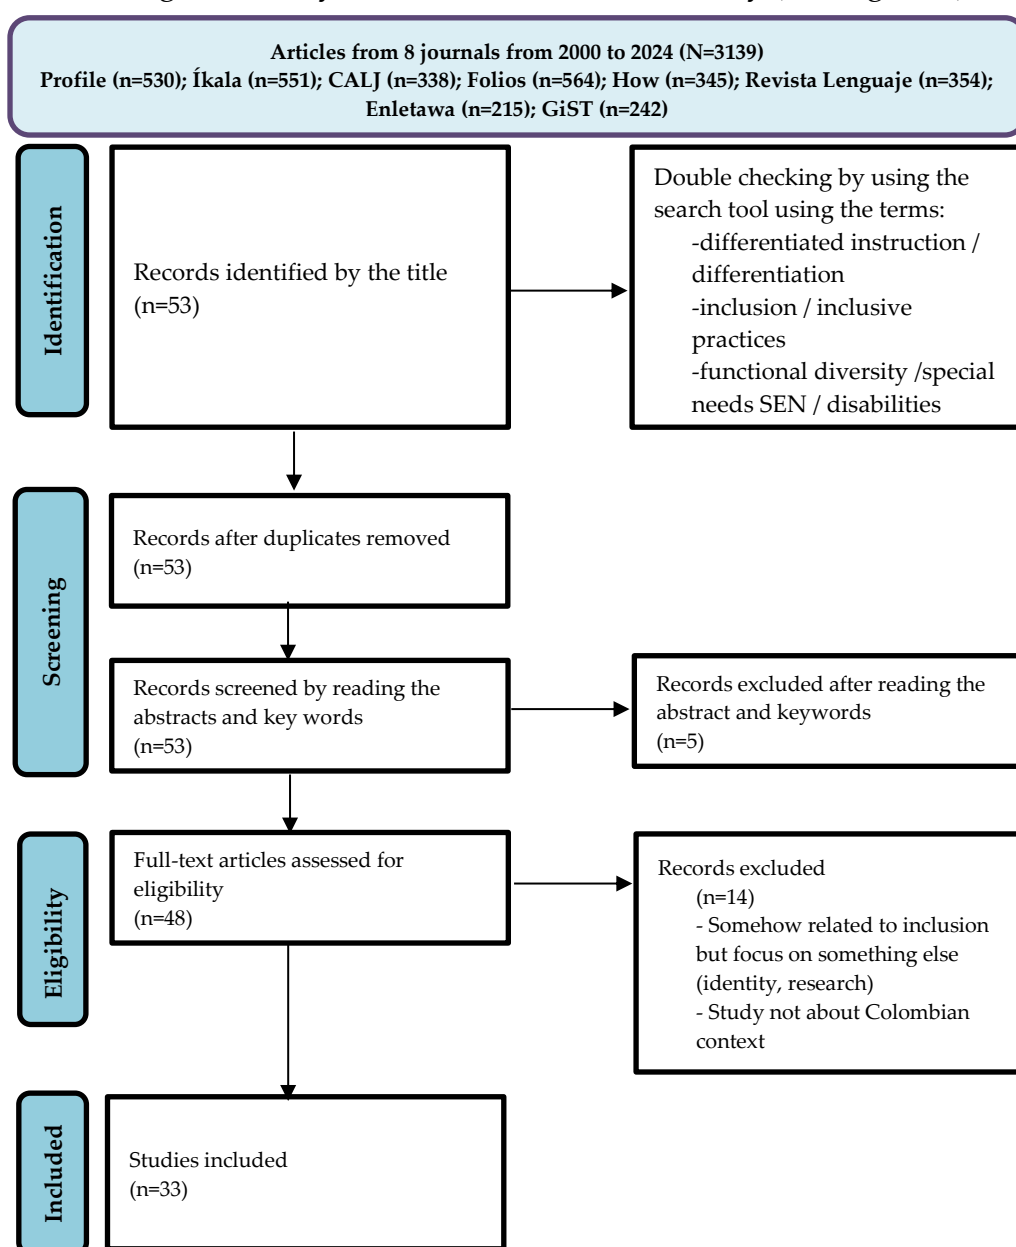 Articles from 8 journals from 2000 to 2024 (N=3139)
Profile (n=530); Íkala (n=551); CALJ (n=338); Folios (n=564); How (n=345); Revista Lenguaje (n=354);
Enletawa (n=215); GiST (n=242)
Identification
Records identified by the title
(n=53)
Double checking by using the
search tool using the terms:
-differentiated instruction /
differentiation
-inclusion / inclusive
practices
-functional diversity /special
needs SEN / disabilities
Screening
Records after duplicates removed
(n=53)
Records screened by reading the
abstracts and key words
(n=53)
Records excluded after reading the
abstract and keywords
(n=5)
Eligibility
Full-text articles assessed for
eligibility
(n=48)
Records excluded
(n=14)
- Somehow related to inclusion
but focus on something else
(identity, research)
- Study not about Colombian
context
Included
Studies included
(n=33)